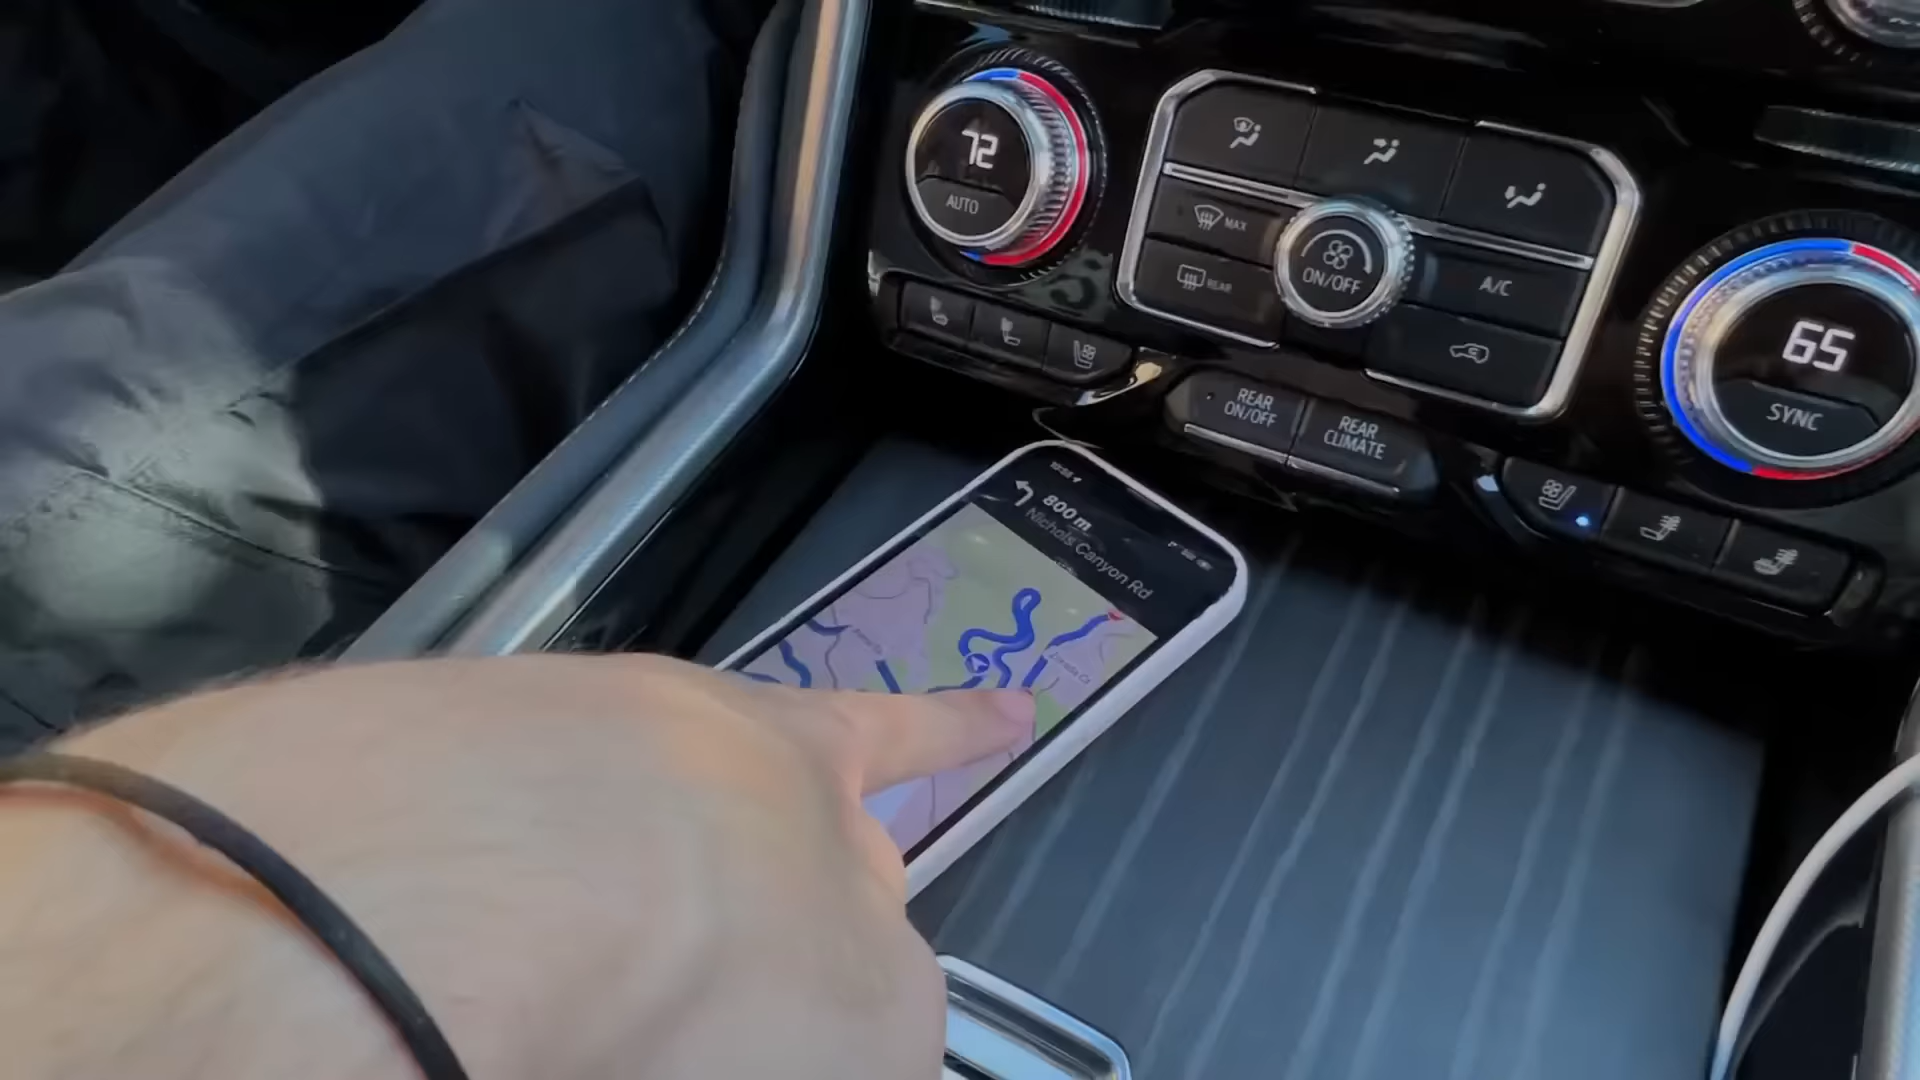 72
AUTO
MAX
REAR
ON/OFF
A/C
65
SYNC
REAR
ON/OFF
REAR
CLIMATE
800 m
Nichols Canyon Rd